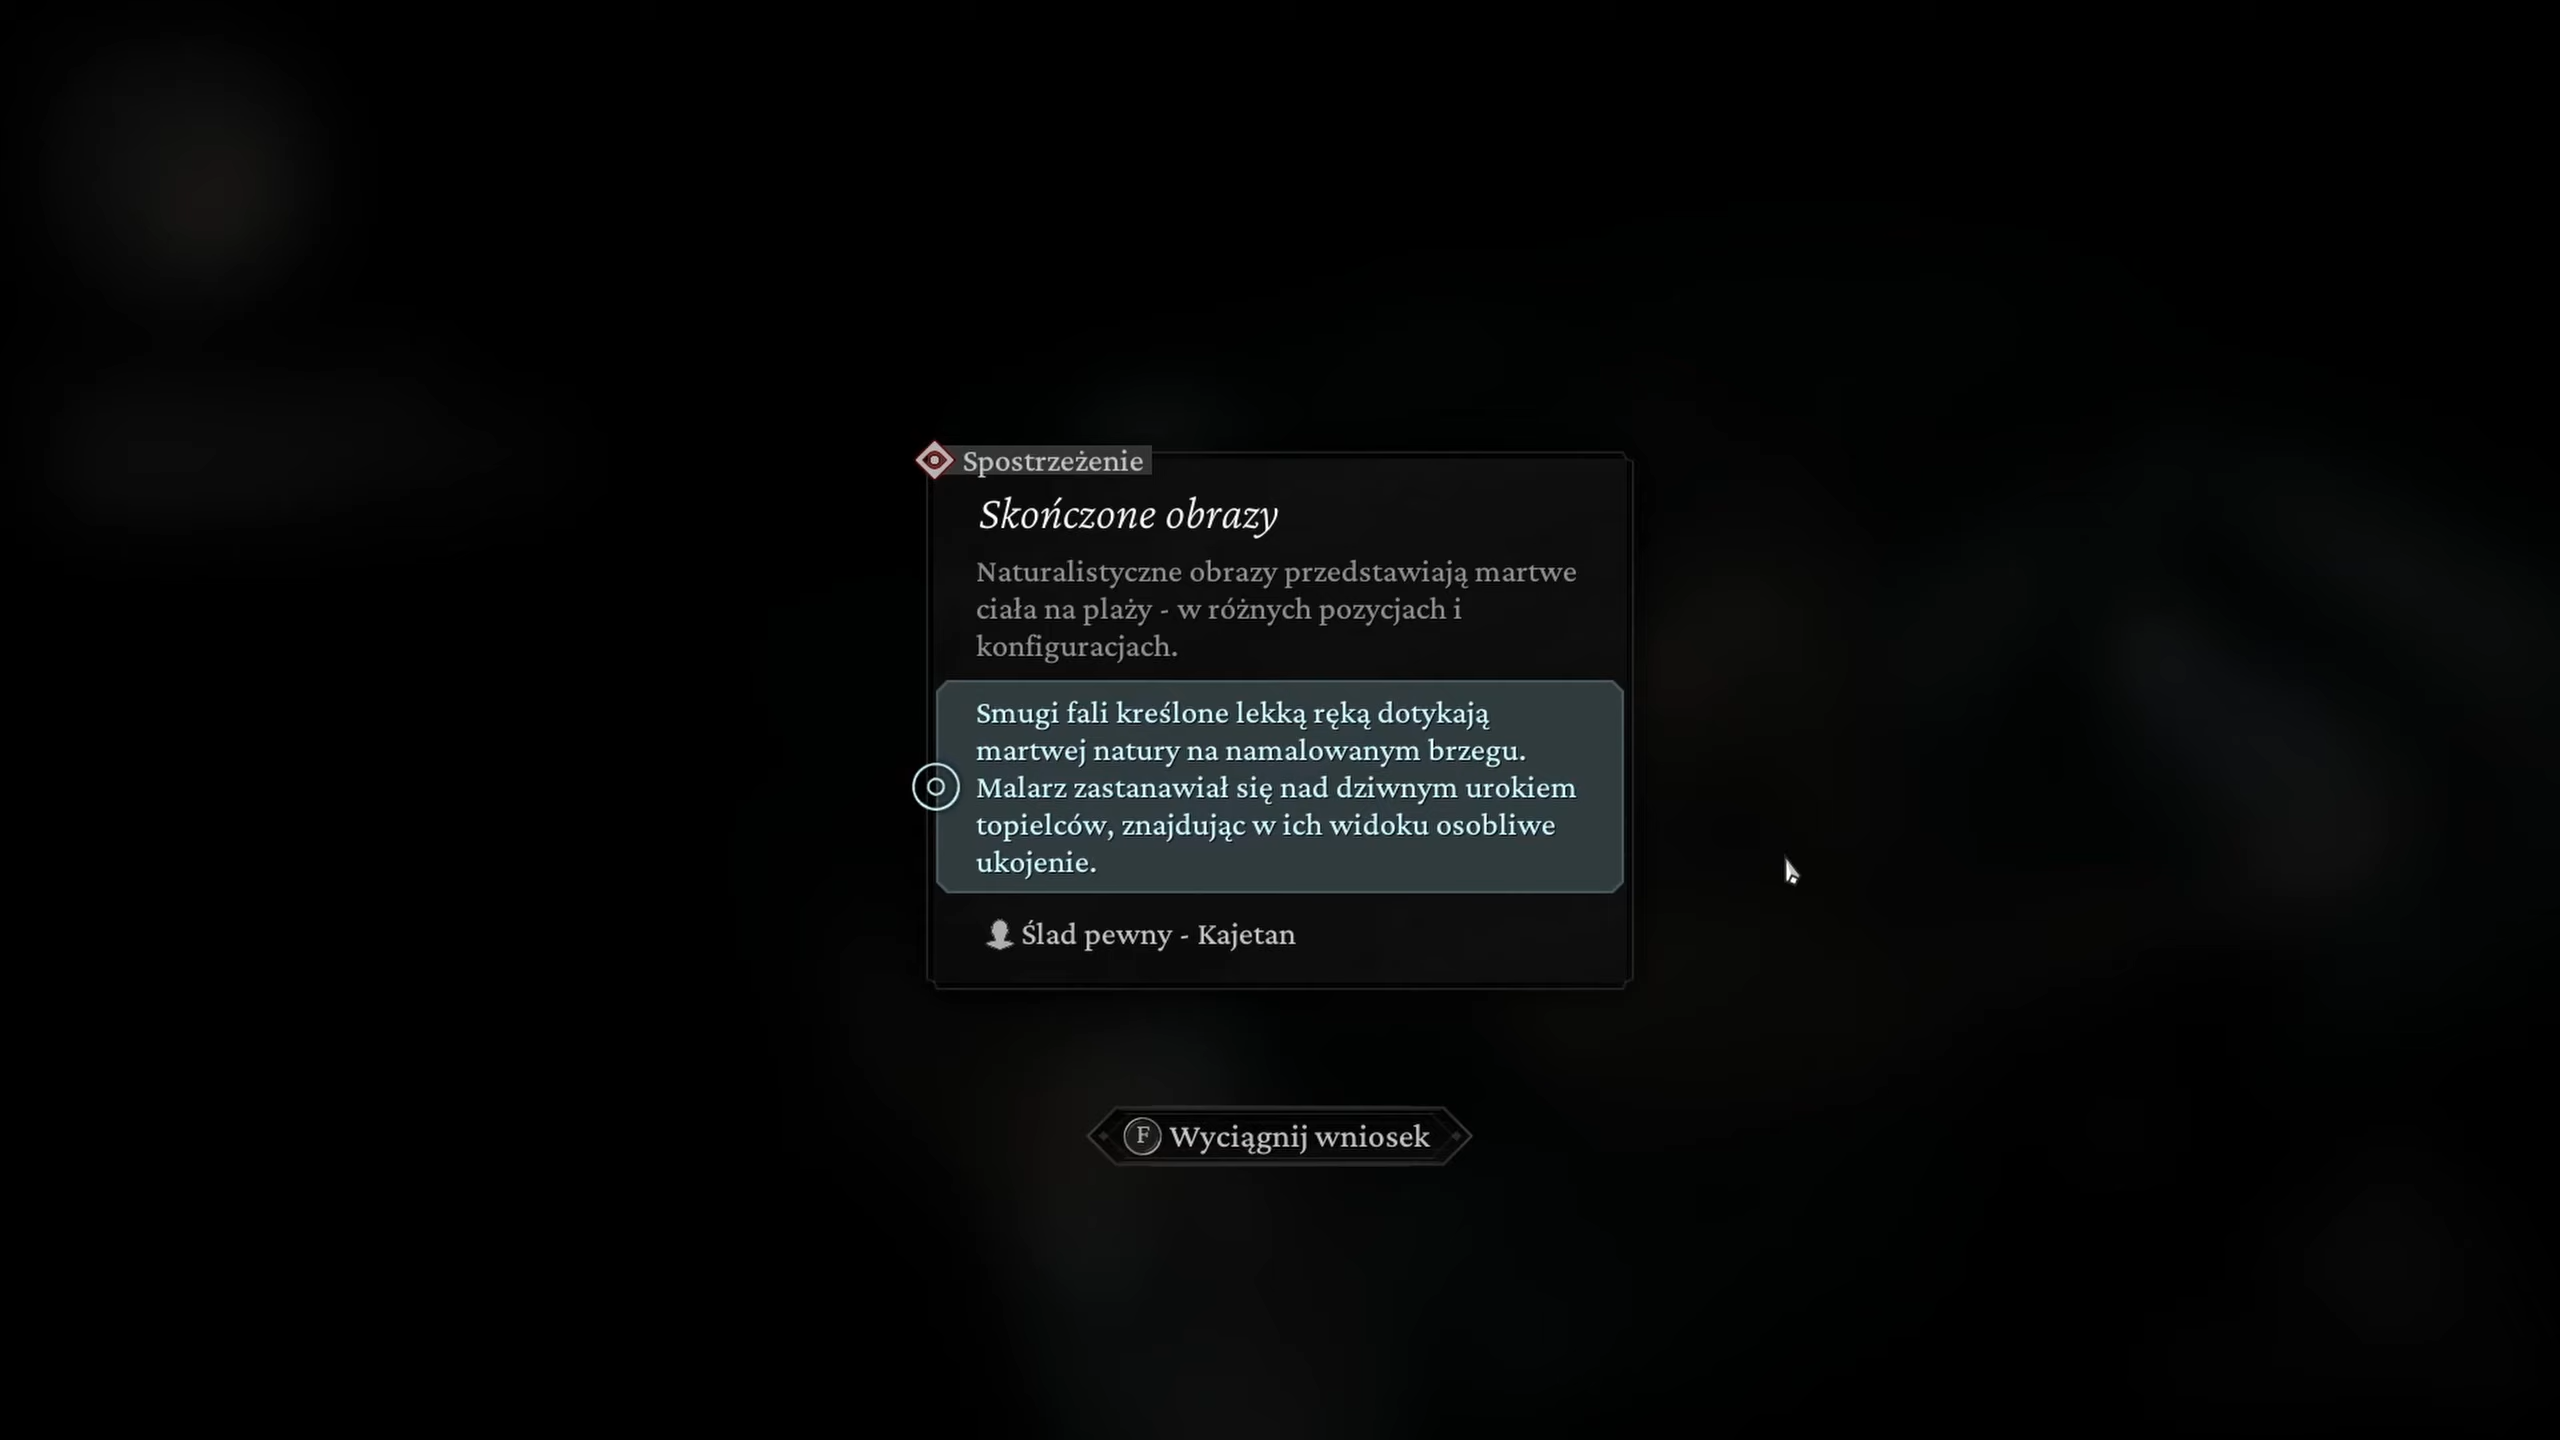 Spostrzeżenie
Skończone obrazy
Naturalistyczne obrazy przedstawiają martwe
ciała na plaży - w różnych pozycjach i
konfiguracjach.
Smugi fali kreślone lekką ręką dotykają
martwej natury na namalowanym brzegu.
Malarz zastanawiał się nad dziwnym urokiem
topielców, znajdując w ich widoku osobliwe
ukojenie.
Ślad pewny - Kajetan
F Wyciągnij wniosek